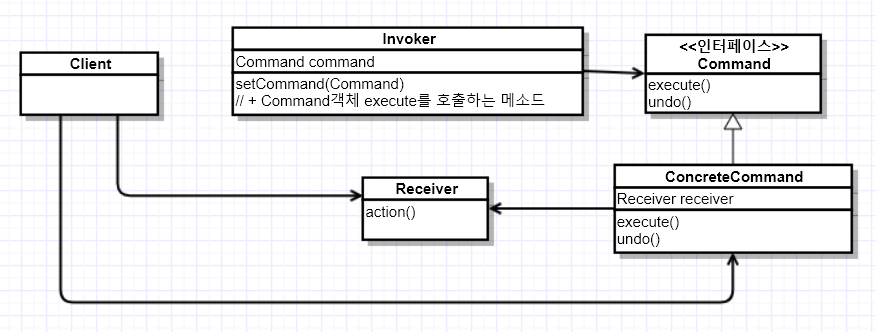 Client
Invoker
Command command
setCommand(Command)
// + Command객체 execute를 호출하는 메소드
<<인터페이스>>
Command
execute()
undo()
Receiver
action()
ConcreteCommand
Receiver receiver
execute()
undo()